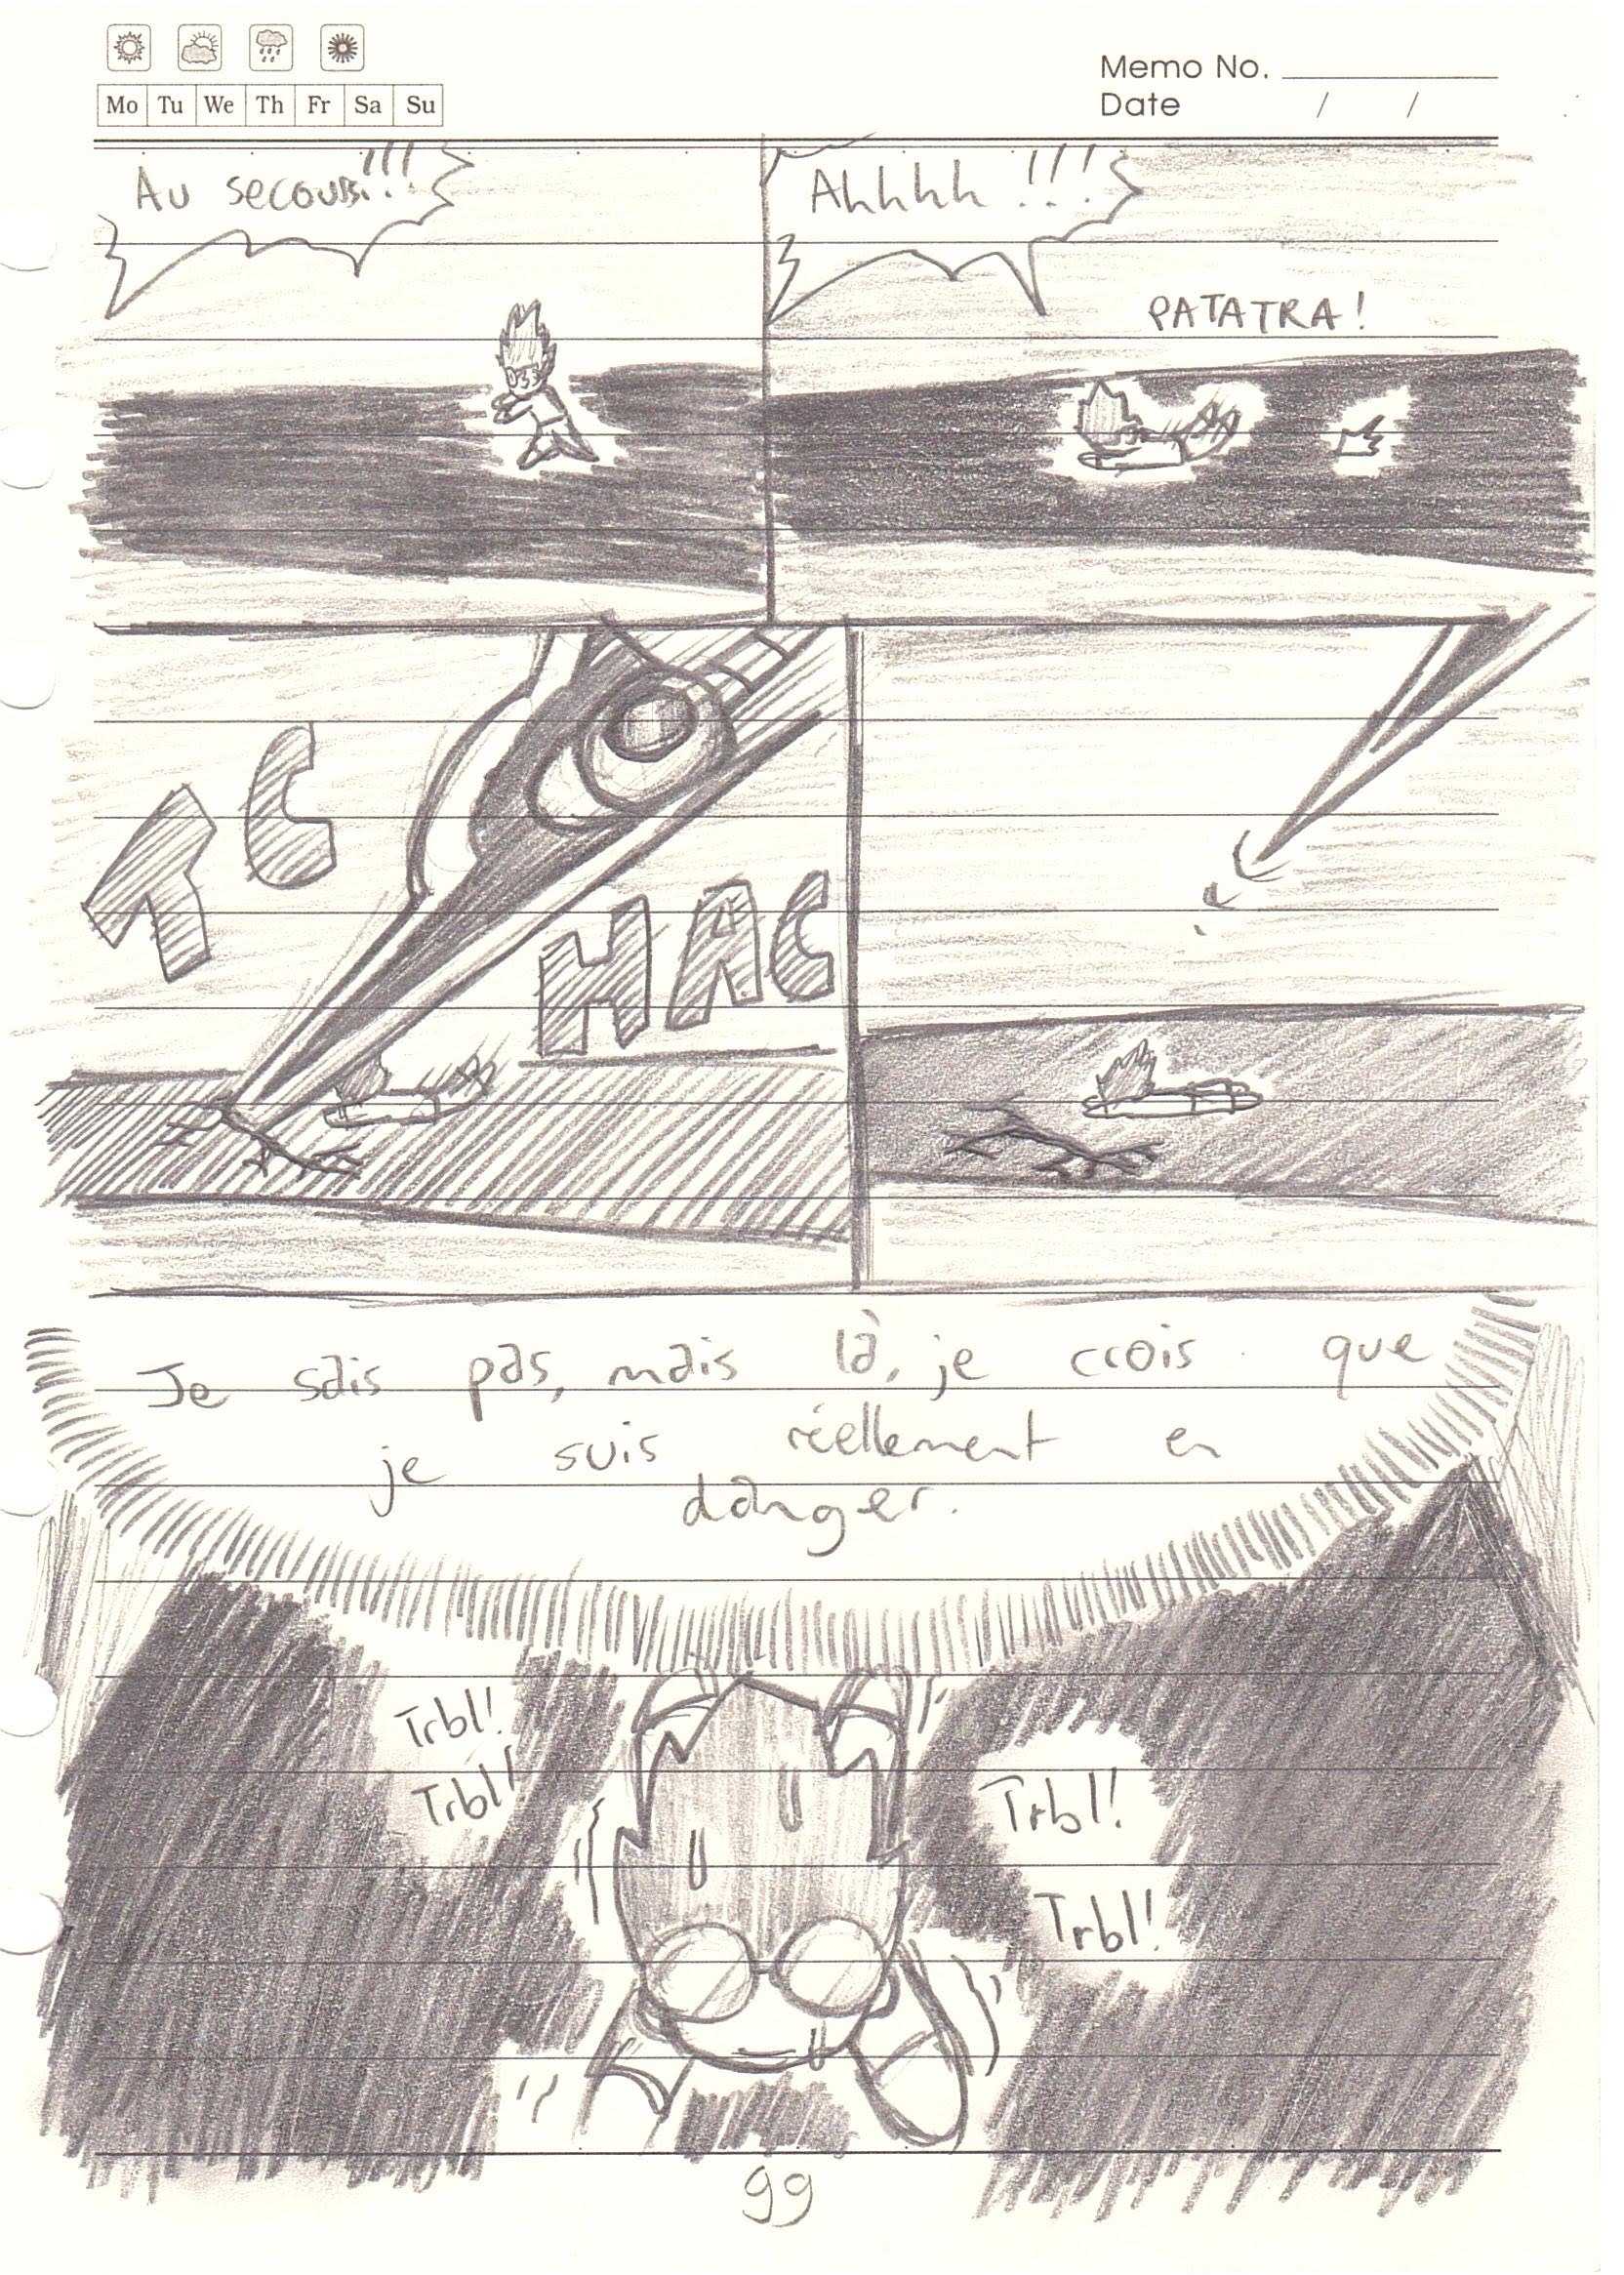 Mo Tu We Th Fr Sa Su
Memo No.
Date / /
Au secours!!!
Ahhhh !!!
PATATRA!
TC
HAC
Je sais pas, mais là, je crois que
je suis réellement en
danger.
Trbl!
Trbl!
Trbl!
Trbl!
99